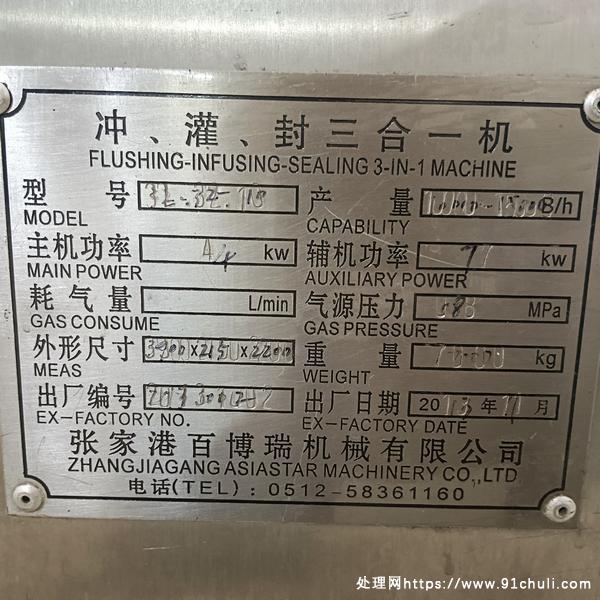 冲、灌、封三合一机
FLUSHING-INFUSING-SEALING 3-IN-1 MACHINE
型 号 产 量 B/h
MODEL CAPABILITY
主机功率 kw 辅机功率 7 kw
MAIN POWER AUXILIARY POWER
耗气量 L/min 气源压力 MPa
GAS CONSUME GAS PRESSURE
外形尺寸 重 量 kg
MEAS WEIGHT
出厂编号 出厂日期 2013 年 11 月
EX-FACTORY NO. EX-FACTORY DATE
张家港百博瑞机械有限公司
ZHANGJIAGANG ASIASTAR MACHINERY CO.,LTD
电话(TEL): 0512-58361160
处理网https://www.91chuli.com